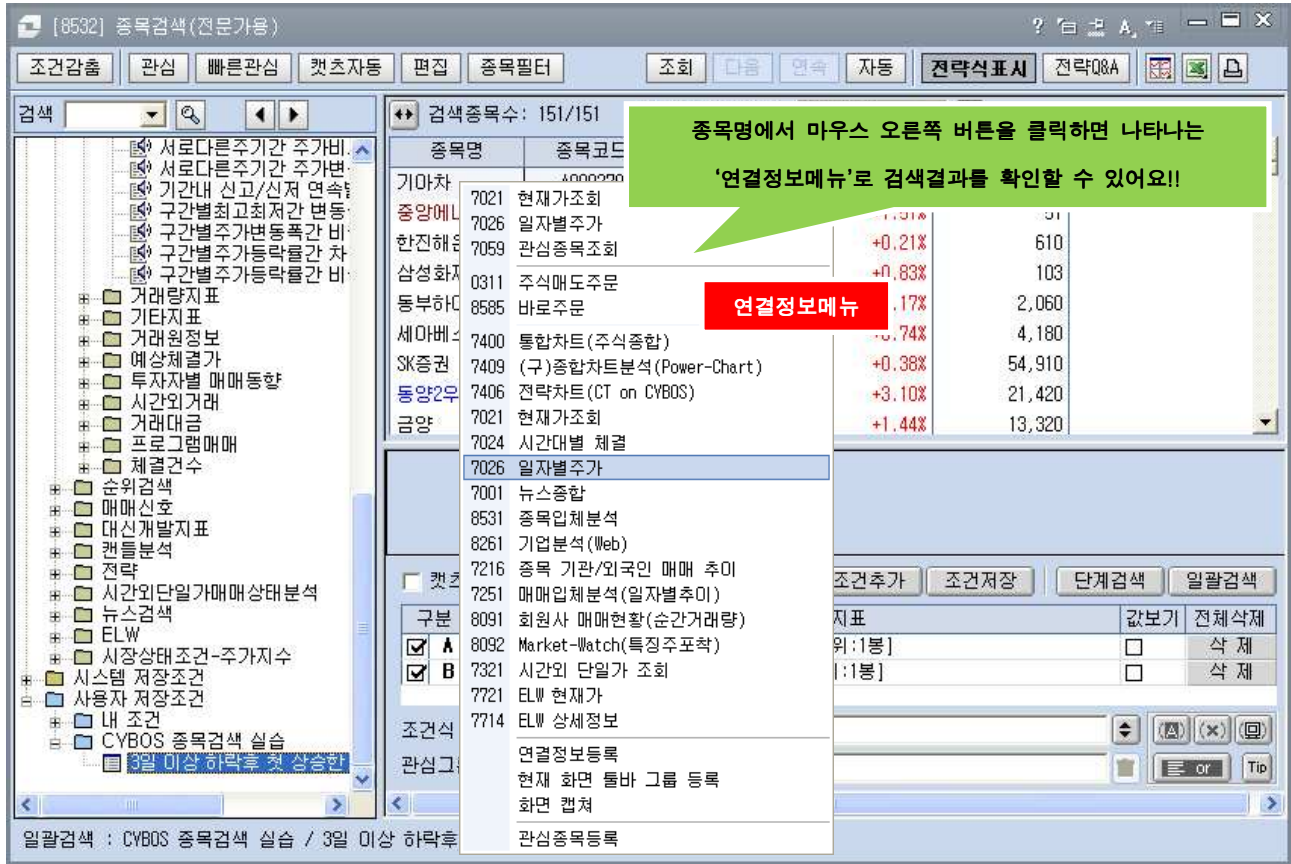 [8532] 종목검색(전문가용)
? A
조건감춤 관심 빠른관심 캣츠자동 편집 종목필터 조회 다음 연속 자동 전략식표시 전략Q&A
검색
검색종목수: 151/151
종목명에서 마우스 오른쪽 버튼을 클릭하면 나타나는
'연결정보메뉴'로 검색결과를 확인할 수 있어요!!
연결정보메뉴
서로다른주기간 주가비.
서로다른주기간 주가변
기간내 신고/신저 연속
구간별최고최저간 변동
구간별주가변동폭간 비
구간별주가등락률간 차
구간별주가등락률간 비
거래량지표
기타지표
거래원정보
예상체결가
투자자별 매매동향
시간외거래
거래대금
프로그램매매
체결건수
순위검색
매매신호
대신개발지표
캔들분석
전략
시간외단일가매매상태분석
뉴스검색
ELW
시장상태조건-주가지수
시스템 저장조건
사용자 저장조건
내 조건
CYBOS 종목검색 실습
3일 이상 하락후 첫 상승한
종목명 종목코드
기아차
중앙에너
한진해운 +0.21% 610
삼성화재 +0.83% 103
동부하이 .17% 2,060
세아베스 .74% 4,180
SK증권 +0.38% 54,910
동양2우 +3.10% 21,420
금양 +1.44% 13,320
7021 현재가조회
7026 일자별주가
7059 관심종목조회
0311 주식매도주문
8585 바로주문
7400 통합차트(주식종합)
7409 (구)종합차트분석(Power-Chart)
7406 전략차트(CT on CYBOS)
7021 현재가조회
7024 시간대별 체결
7026 일자별주가
7001 뉴스종합
8531 종목입체분석
8261 기업분석(Web)
7216 종목 기관/외국인 매매 추이
7251 매매입체분석(일자별추이)
8091 회원사 매매현황(순간거래량)
8092 Market-Watch(특징주포착)
7321 시간외 단일가 조회
7721 ELW 현재가
7714 ELW 상세정보
연결정보등록
현재 화면 툴바 그룹 등록
화면 캡쳐
관심종목등록
캣츠 조건추가 조건저장 단계검색 일괄검색
구분 지표 값보기 전체삭제
A 위:1봉] 삭 제
B :1봉] 삭 제
조건식 (A) (×)
관심그룹 or Tip
일괄검색 : CYBOS 종목검색 실습 / 3일 이상 하락후